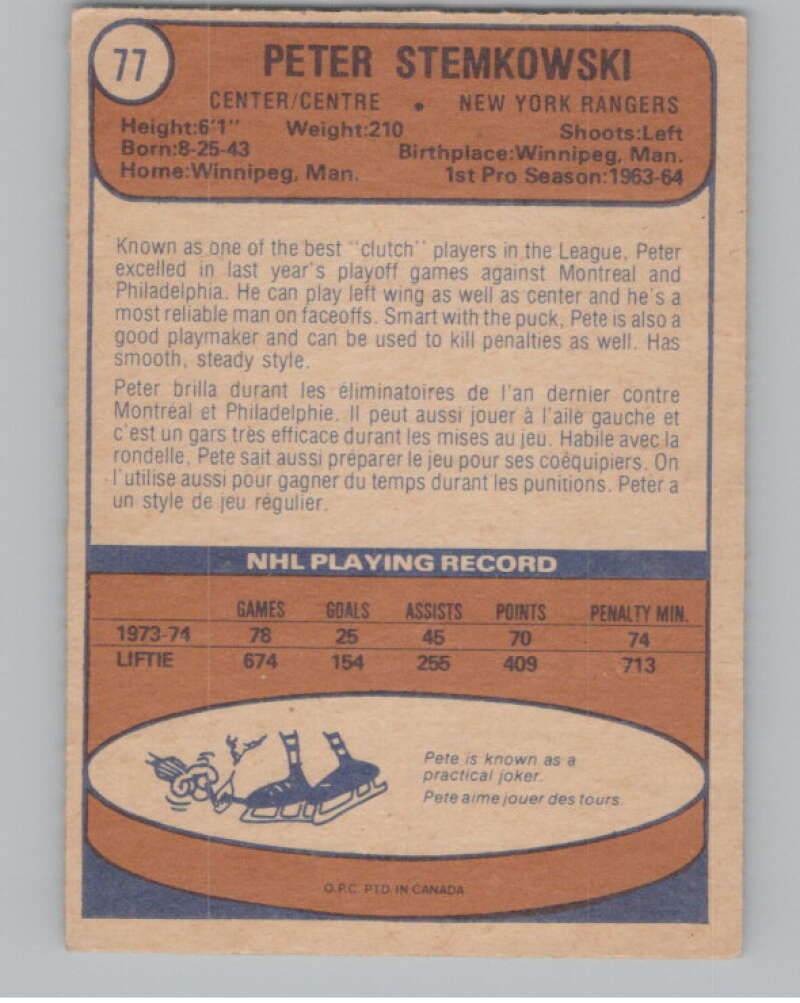 77
PETER STEMKOWSKI
CENTER/CENTRE • NEW YORK RANGERS
Height:6'1" Weight:210 Shoots:Left
Born:8-25-43 Birthplace:Winnipeg, Man.
Home:Winnipeg, Man. 1st Pro Season:1963-64
Known as one of the best "clutch" players in the League, Peter
excelled in last year's playoff games against Montreal and
Philadelphia. He can play left wing as well as center and he's a
most reliable man on faceoffs. Smart with the puck, Pete is also a
good playmaker and can be used to kill penalties as well. Has
smooth, steady style.
Peter brilla durant les éliminatoires de l'an dernier contre
Montréal et Philadelphie. Il peut aussi jouer à l'aile gauche et
c'est un gars très efficace durant les mises au jeu. Habile avec la
rondelle, Pete sait aussi préparer le jeu pour ses coéquipiers. On
l'utilise aussi pour gagner du temps durant les punitions. Peter a
un style de jeu régulier.
NHL PLAYING RECORD
GAMES GOALS ASSISTS POINTS PENALTY MIN.
1973-74 78 25 45 70 74
LIFTIE 674 154 255 409 713
Pete is known as a
practical joker.
Pete aime jouer des tours.
O.P.C. PTD. IN CANADA